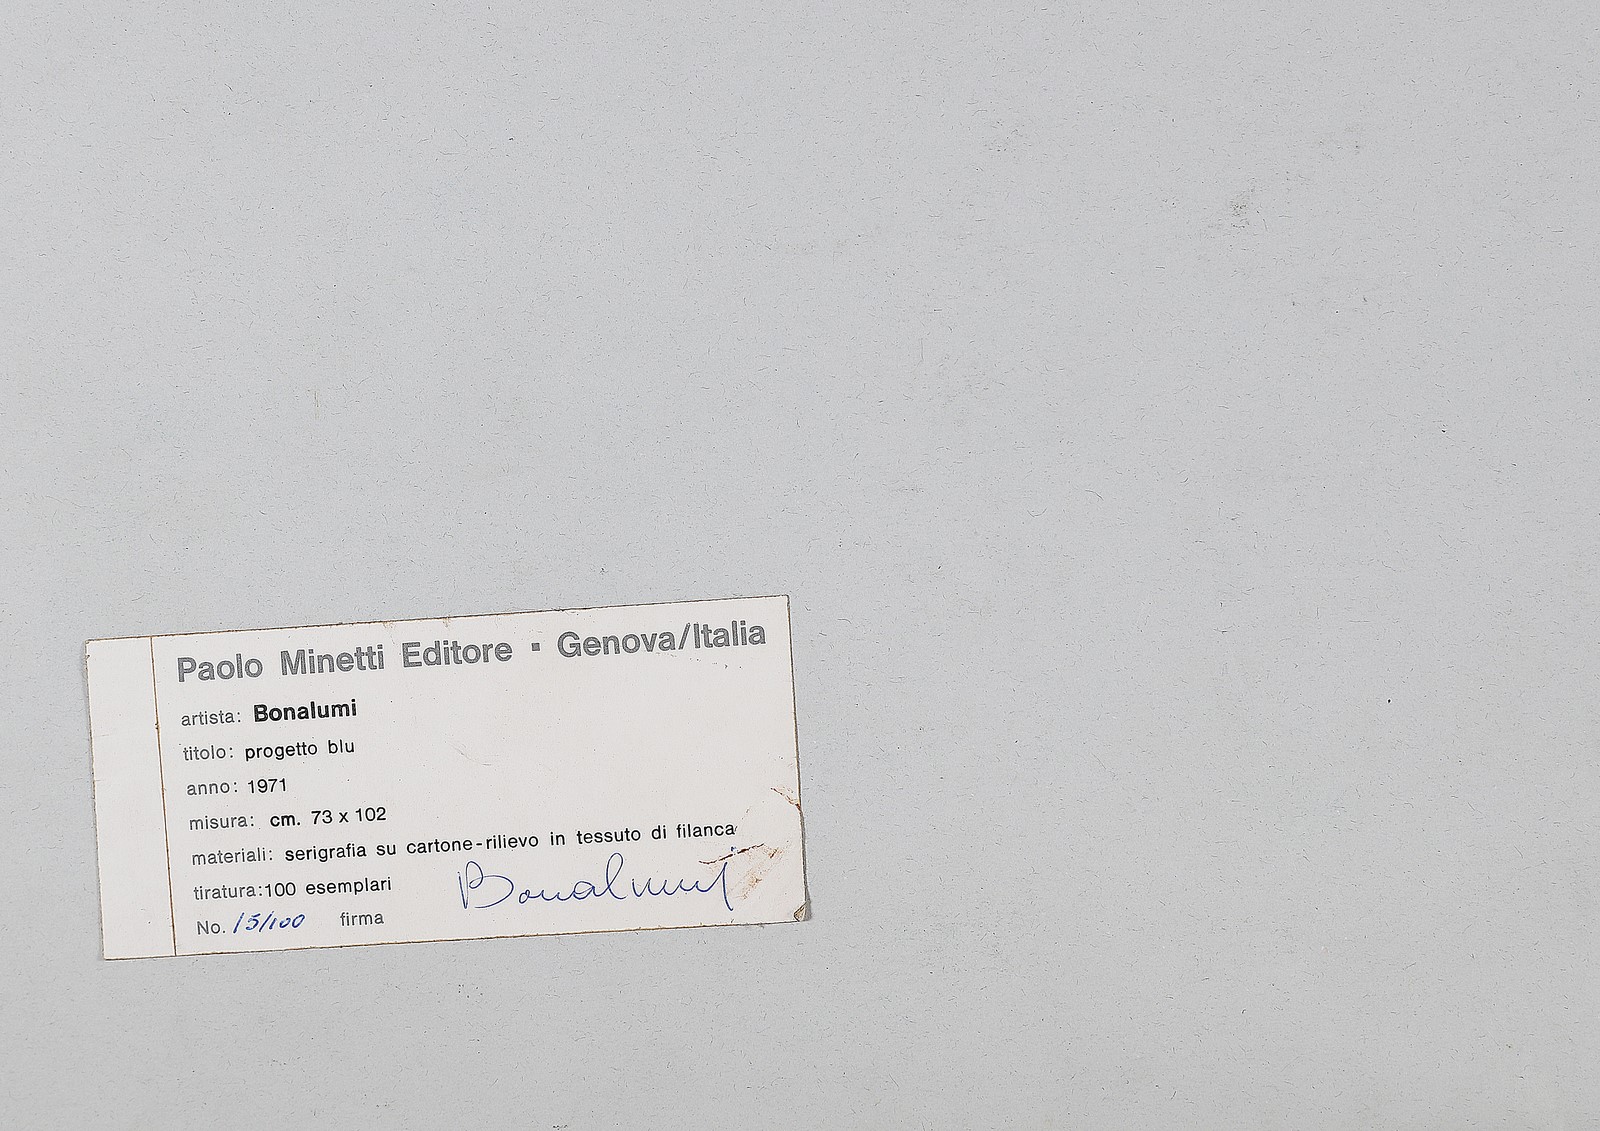 Paolo Minetti Editore ▪ Genova/Italia
artista: Bonalumi
titolo: progetto blu
anno: 1971
misura: cm. 73 x 102
materiali: serigrafia su cartone-rilievo in tessuto di filanca
tiratura:100 esemplari
No. 15/100 firma Bonalumi